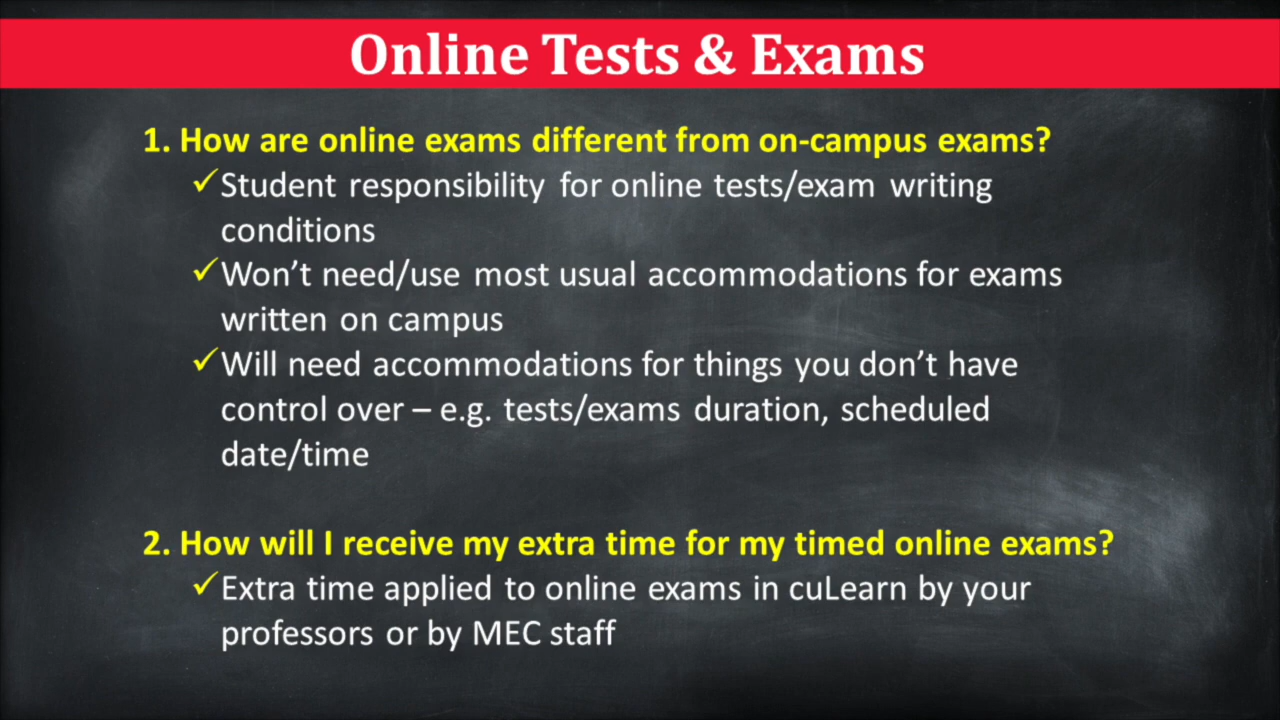 Online Tests & Exams
1. How are online exams different from on-campus exams?
✓Student responsibility for online tests/exam writing
conditions
✓Won’t need/use most usual accommodations for exams
written on campus
✓Will need accommodations for things you don’t have
control over – e.g. tests/exams duration, scheduled
date/time
2. How will I receive my extra time for my timed online exams?
✓Extra time applied to online exams in cuLearn by your
professors or by MEC staff